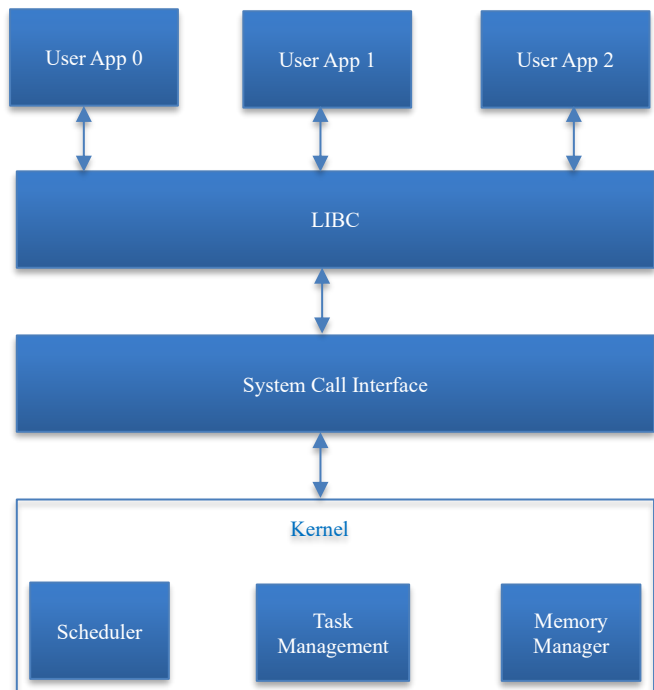 User App 0
User App 1
User App 2
LIBC
System Call Interface
Kernel
Scheduler
Task
Management
Memory
Manager